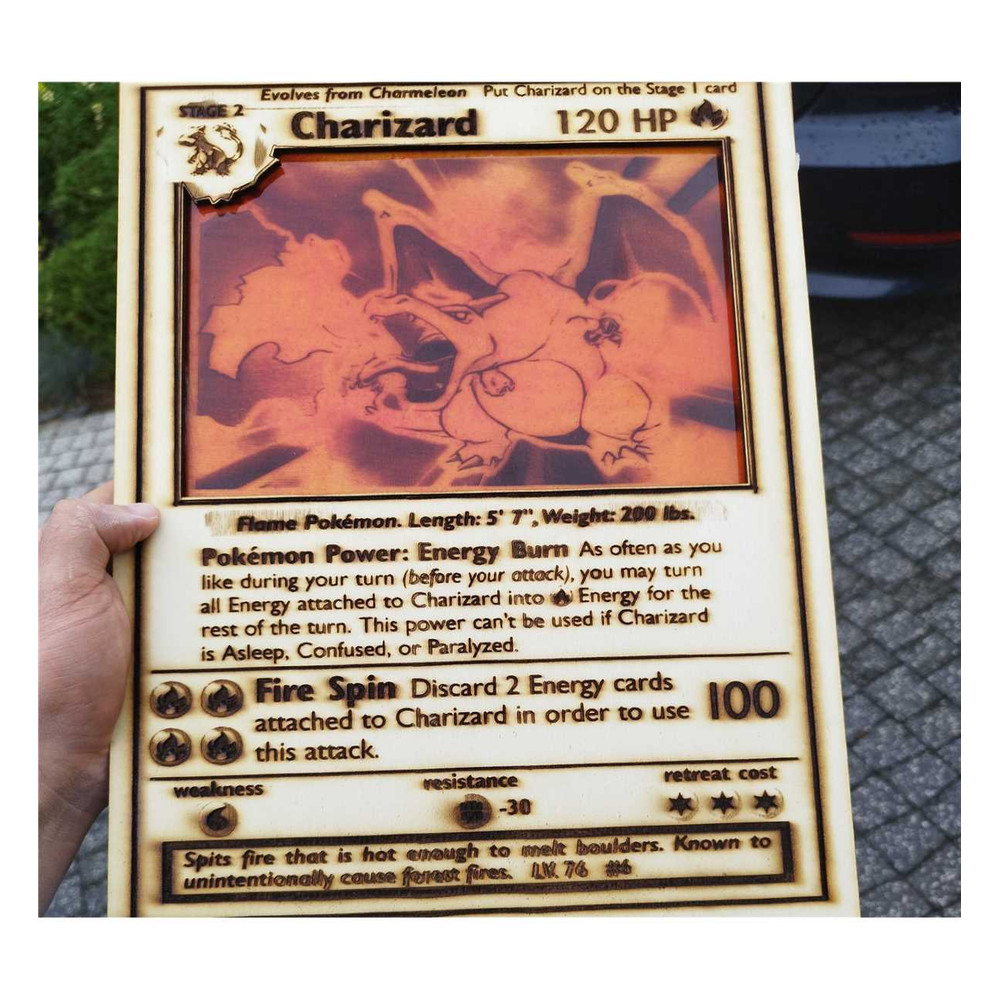 Evolves from Charmeleon Put Charizard on the Stage 1 card
STAGE 2
Charizard 120 HP
Flame Pokémon. Length: 5' 7", Weight: 200 lbs.
Pokémon Power: Energy Burn As often as you
like during your turn (before your attack), you may turn
all Energy attached to Charizard into Energy for the
rest of the turn. This power can't be used if Charizard
is Asleep, Confused, or Paralyzed.
Fire Spin Discard 2 Energy cards
attached to Charizard in order to use 100
this attack.
weakness resistance retreat cost
-30
Spits fire that is hot enough to melt boulders. Known to
unintentionally cause forest fires. LV. 76 #6